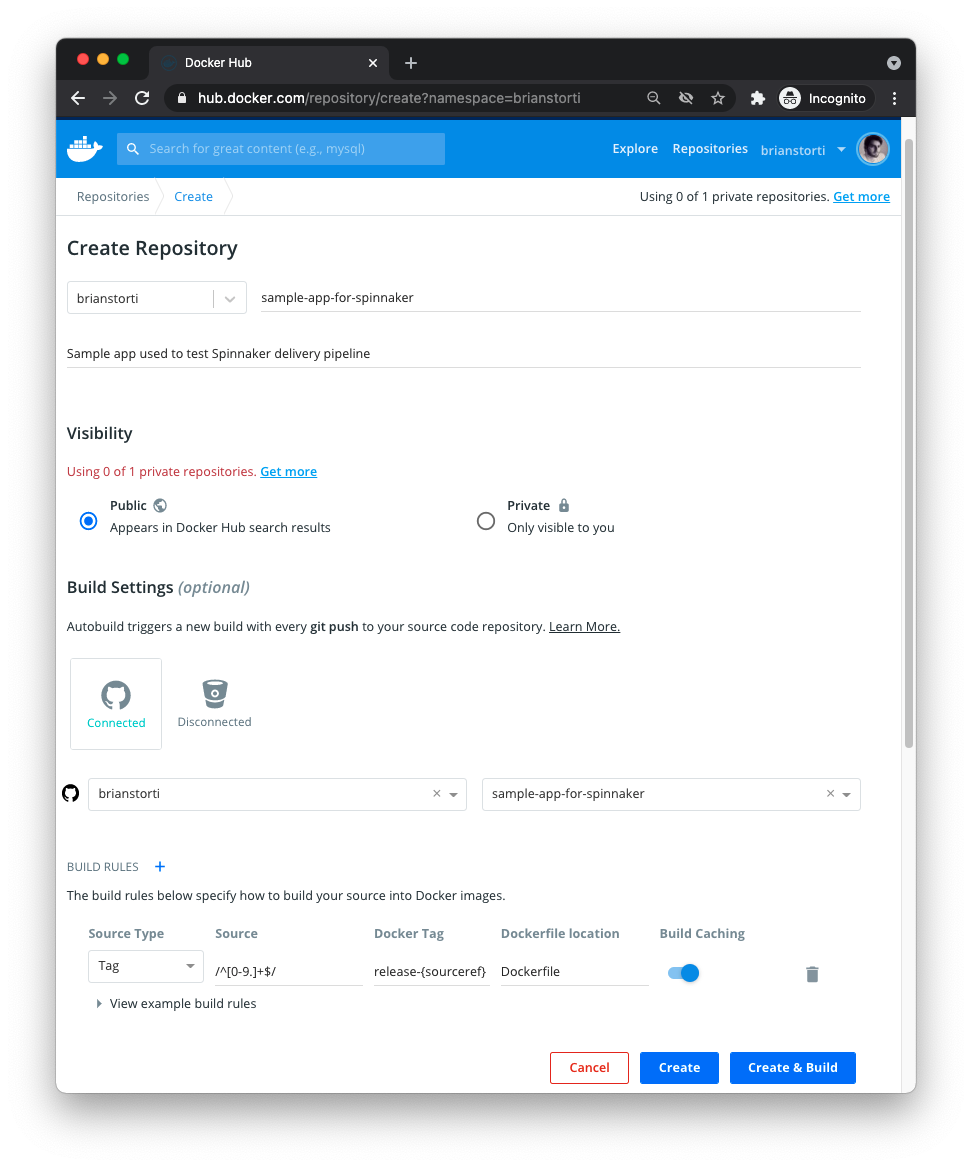 Docker Hub
hub.docker.com/repository/create?namespace=brianstorti
Incognito
Search for great content (e.g., mysql)
Explore Repositories brianstorti
Repositories Create Using 0 of 1 private repositories. Get more
Create Repository
brianstorti sample-app-for-spinnaker
Sample app used to test Spinnaker delivery pipeline
Visibility
Using 0 of 1 private repositories. Get more
Public Private
Appears in Docker Hub search results Only visible to you
Build Settings (optional)
Autobuild triggers a new build with every git push to your source code repository. Learn More.
Connected Disconnected
brianstorti sample-app-for-spinnaker
BUILD RULES +
The build rules below specify how to build your source into Docker images.
Source Type Source Docker Tag Dockerfile location Build Caching
Tag /^[0-9.]+$/ release-{sourceref} Dockerfile
View example build rules
Cancel Create Create & Build